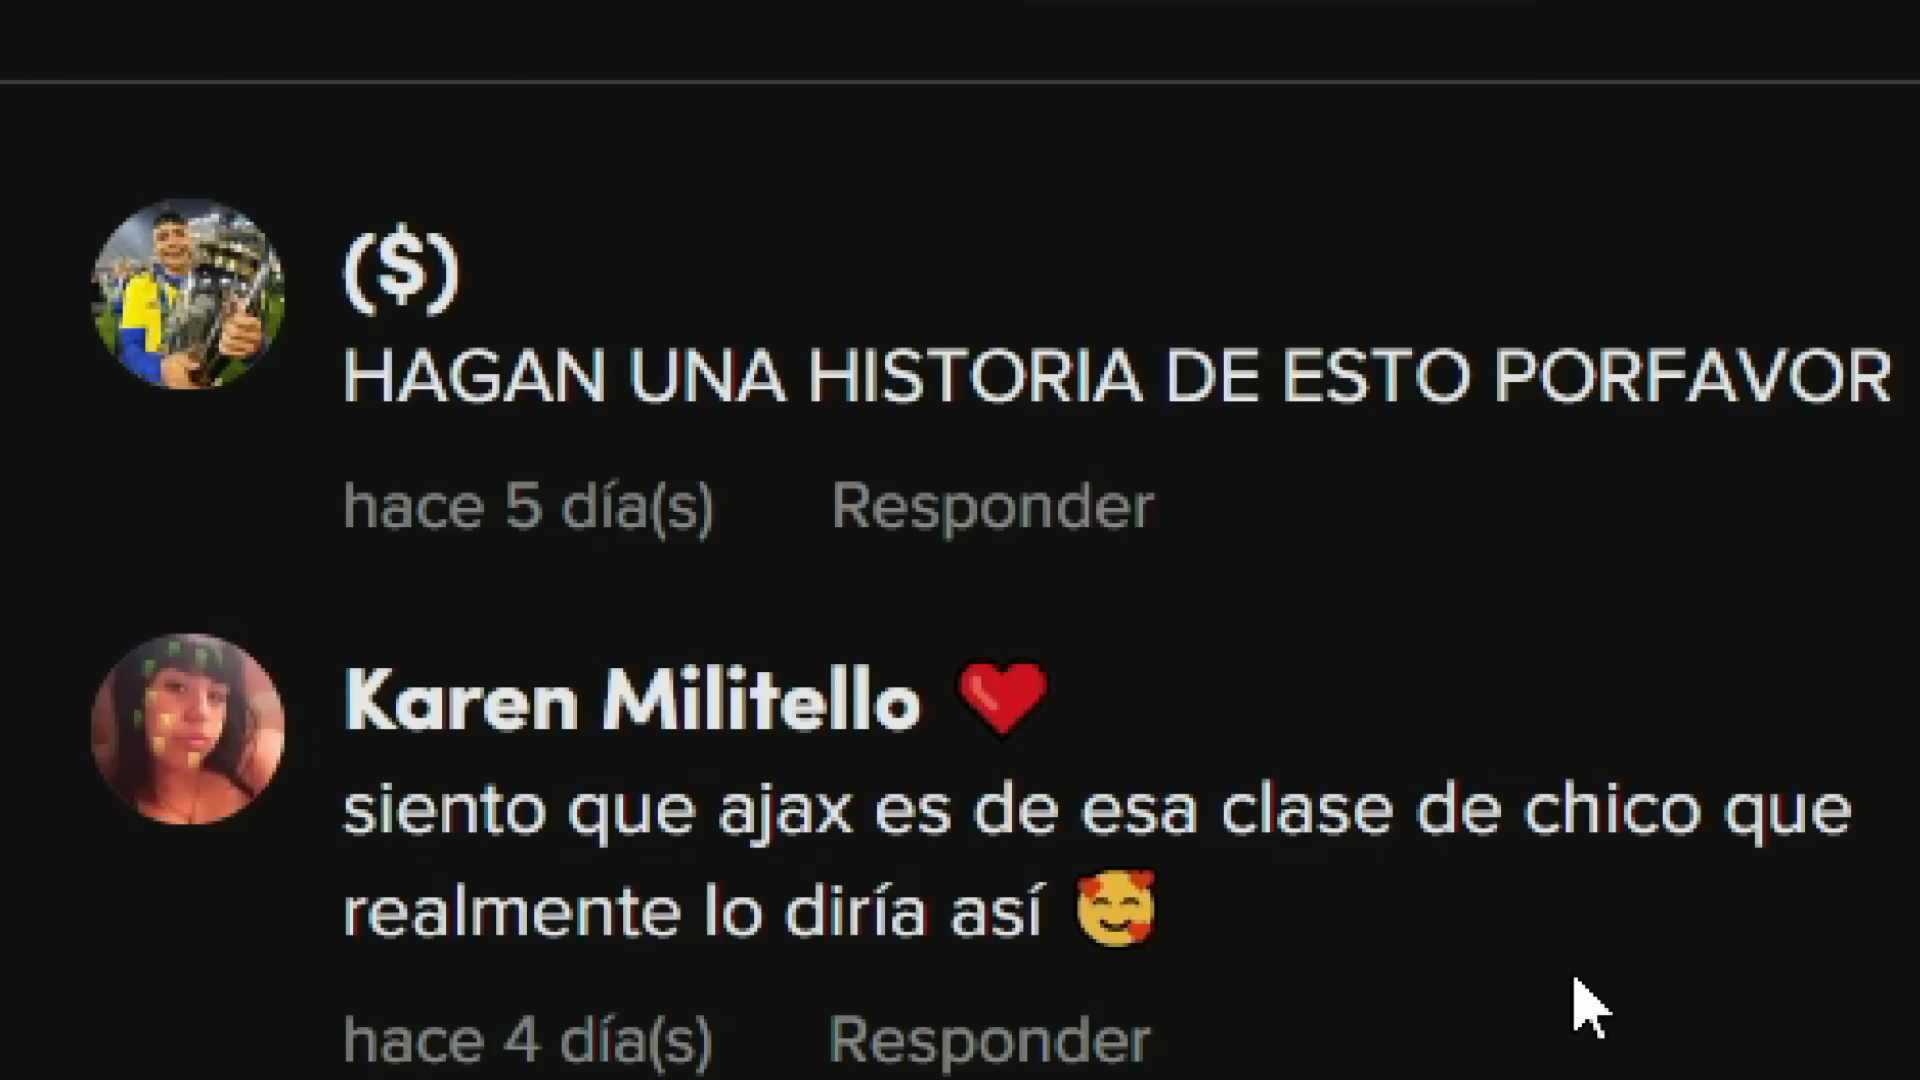 ($)
HAGAN UNA HISTORIA DE ESTO PORFAVOR
hace 5 día(s) Responder
Karen Militello ❤️
siento que ajax es de esa clase de chico que
realmente lo diría así 🥰
hace 4 día(s) Responder